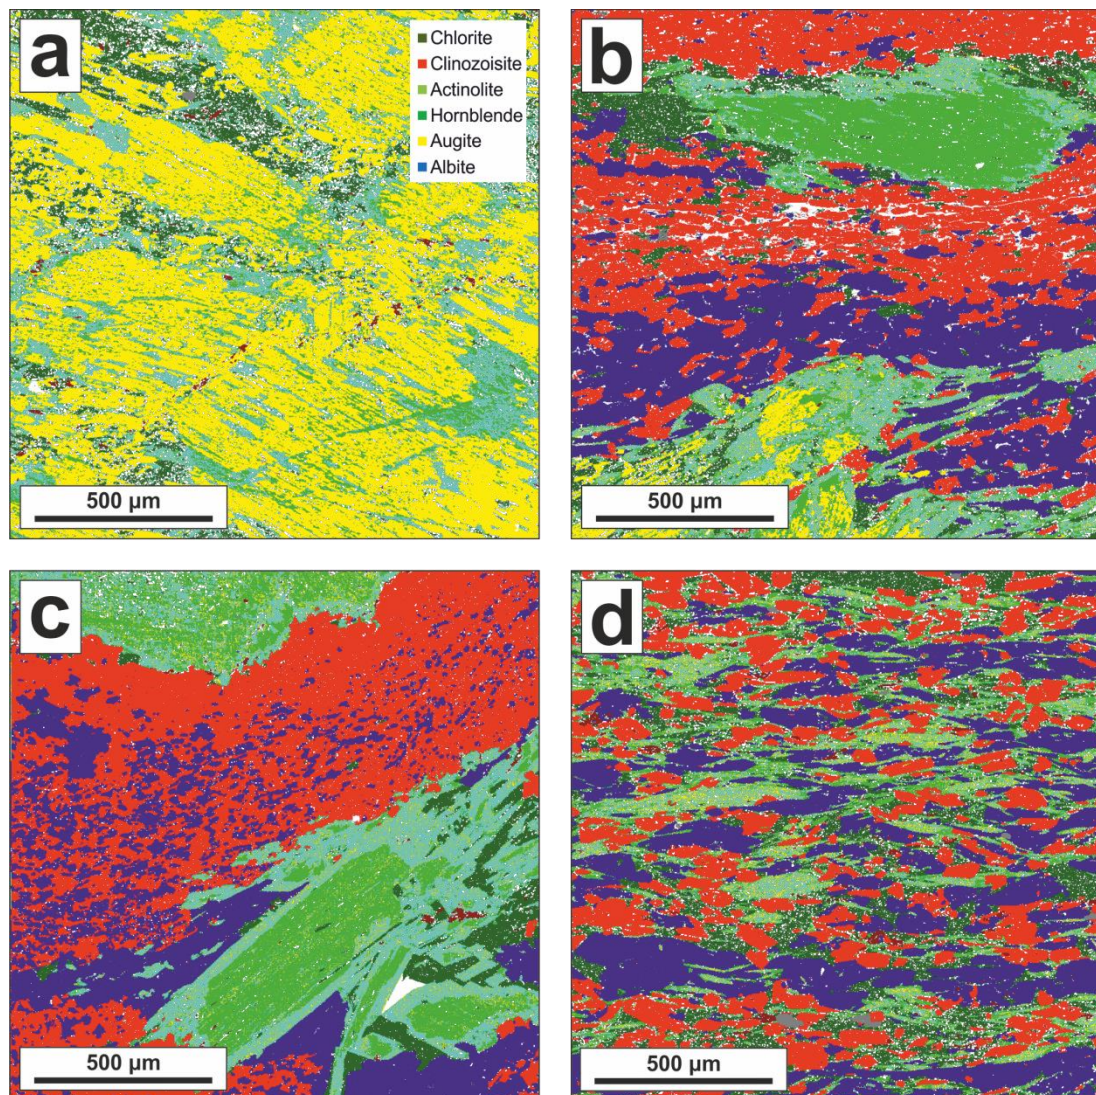 a
Chlorite
Clinozoisite
Actinolite
Hornblende
Augite
Albite
500 µm
b
500 µm
c
500 µm
d
500 µm